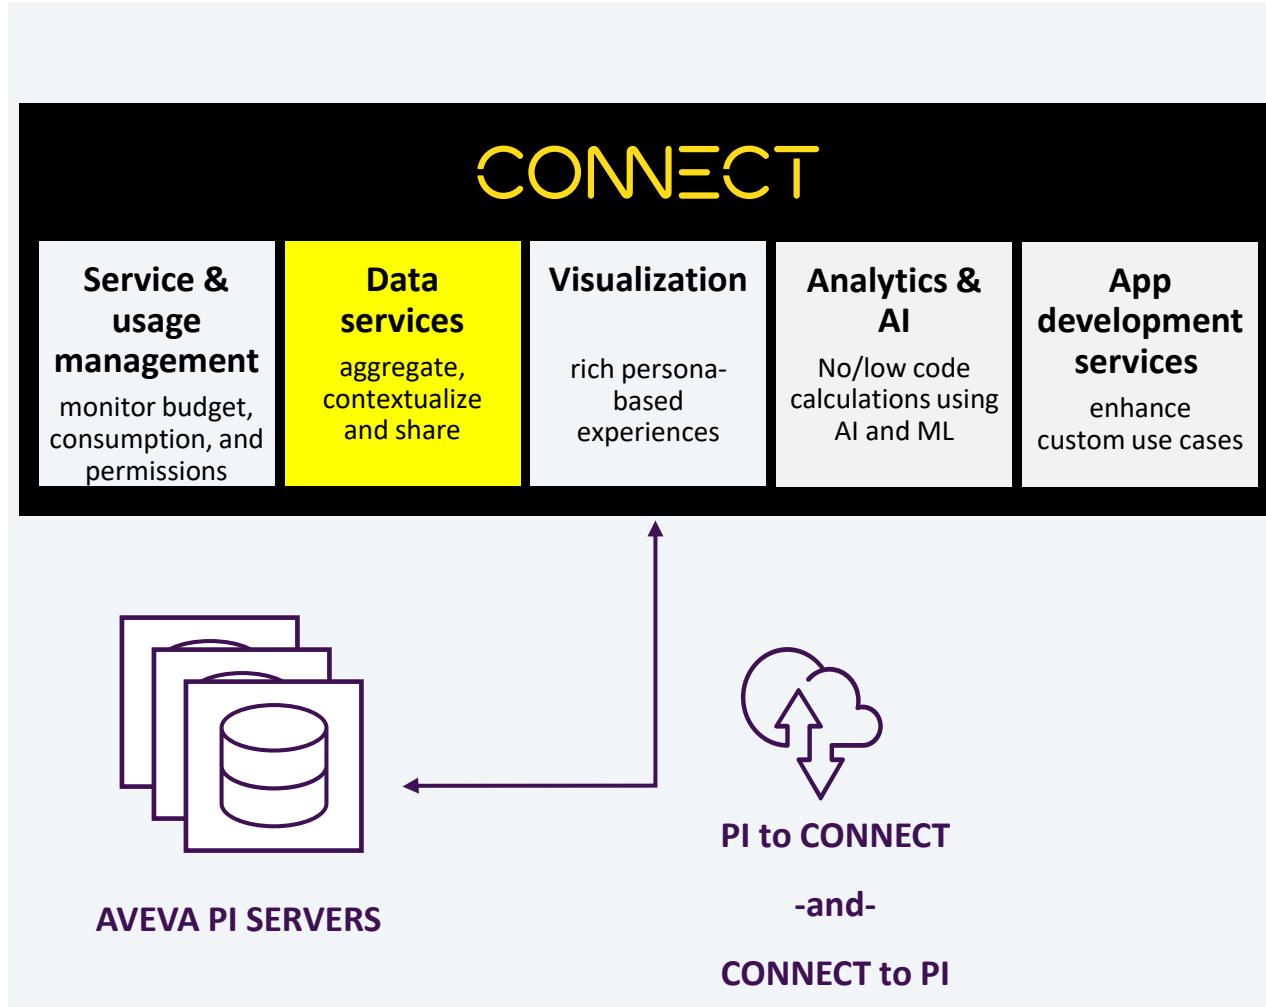 CONNECT
Service &
usage
management
monitor budget,
consumption, and
permissions
Data
services
aggregate,
contextualize
and share
Visualization
rich persona-
based
experiences
Analytics &
AI
No/low code
calculations using
AI and ML
App
development
services
enhance
custom use cases
AVEVA PI SERVERS
PI to CONNECT
-and-
CONNECT to PI